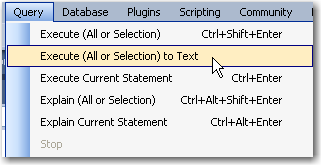 Query Database Plugins Scripting Community
Execute (All or Selection) Ctrl+Shift+Enter
Execute (All or Selection) to Text
Execute Current Statement Ctrl+Enter
Explain (All or Selection) Ctrl+Alt+Shift+Enter
Explain Current Statement Ctrl+Alt+Enter
Stop